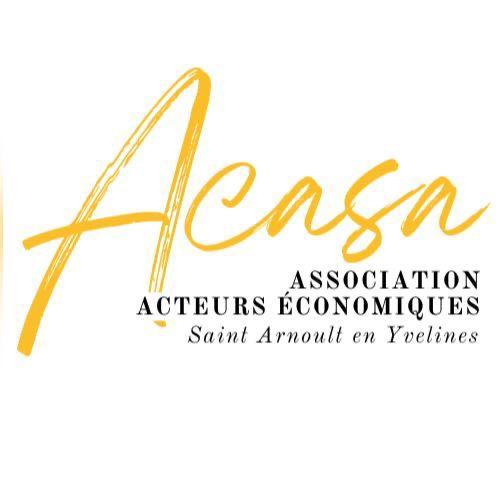 Acasa
ASSOCIATION
ACTEURS ÉCONOMIQUES
Saint Arnoult en Yvelines